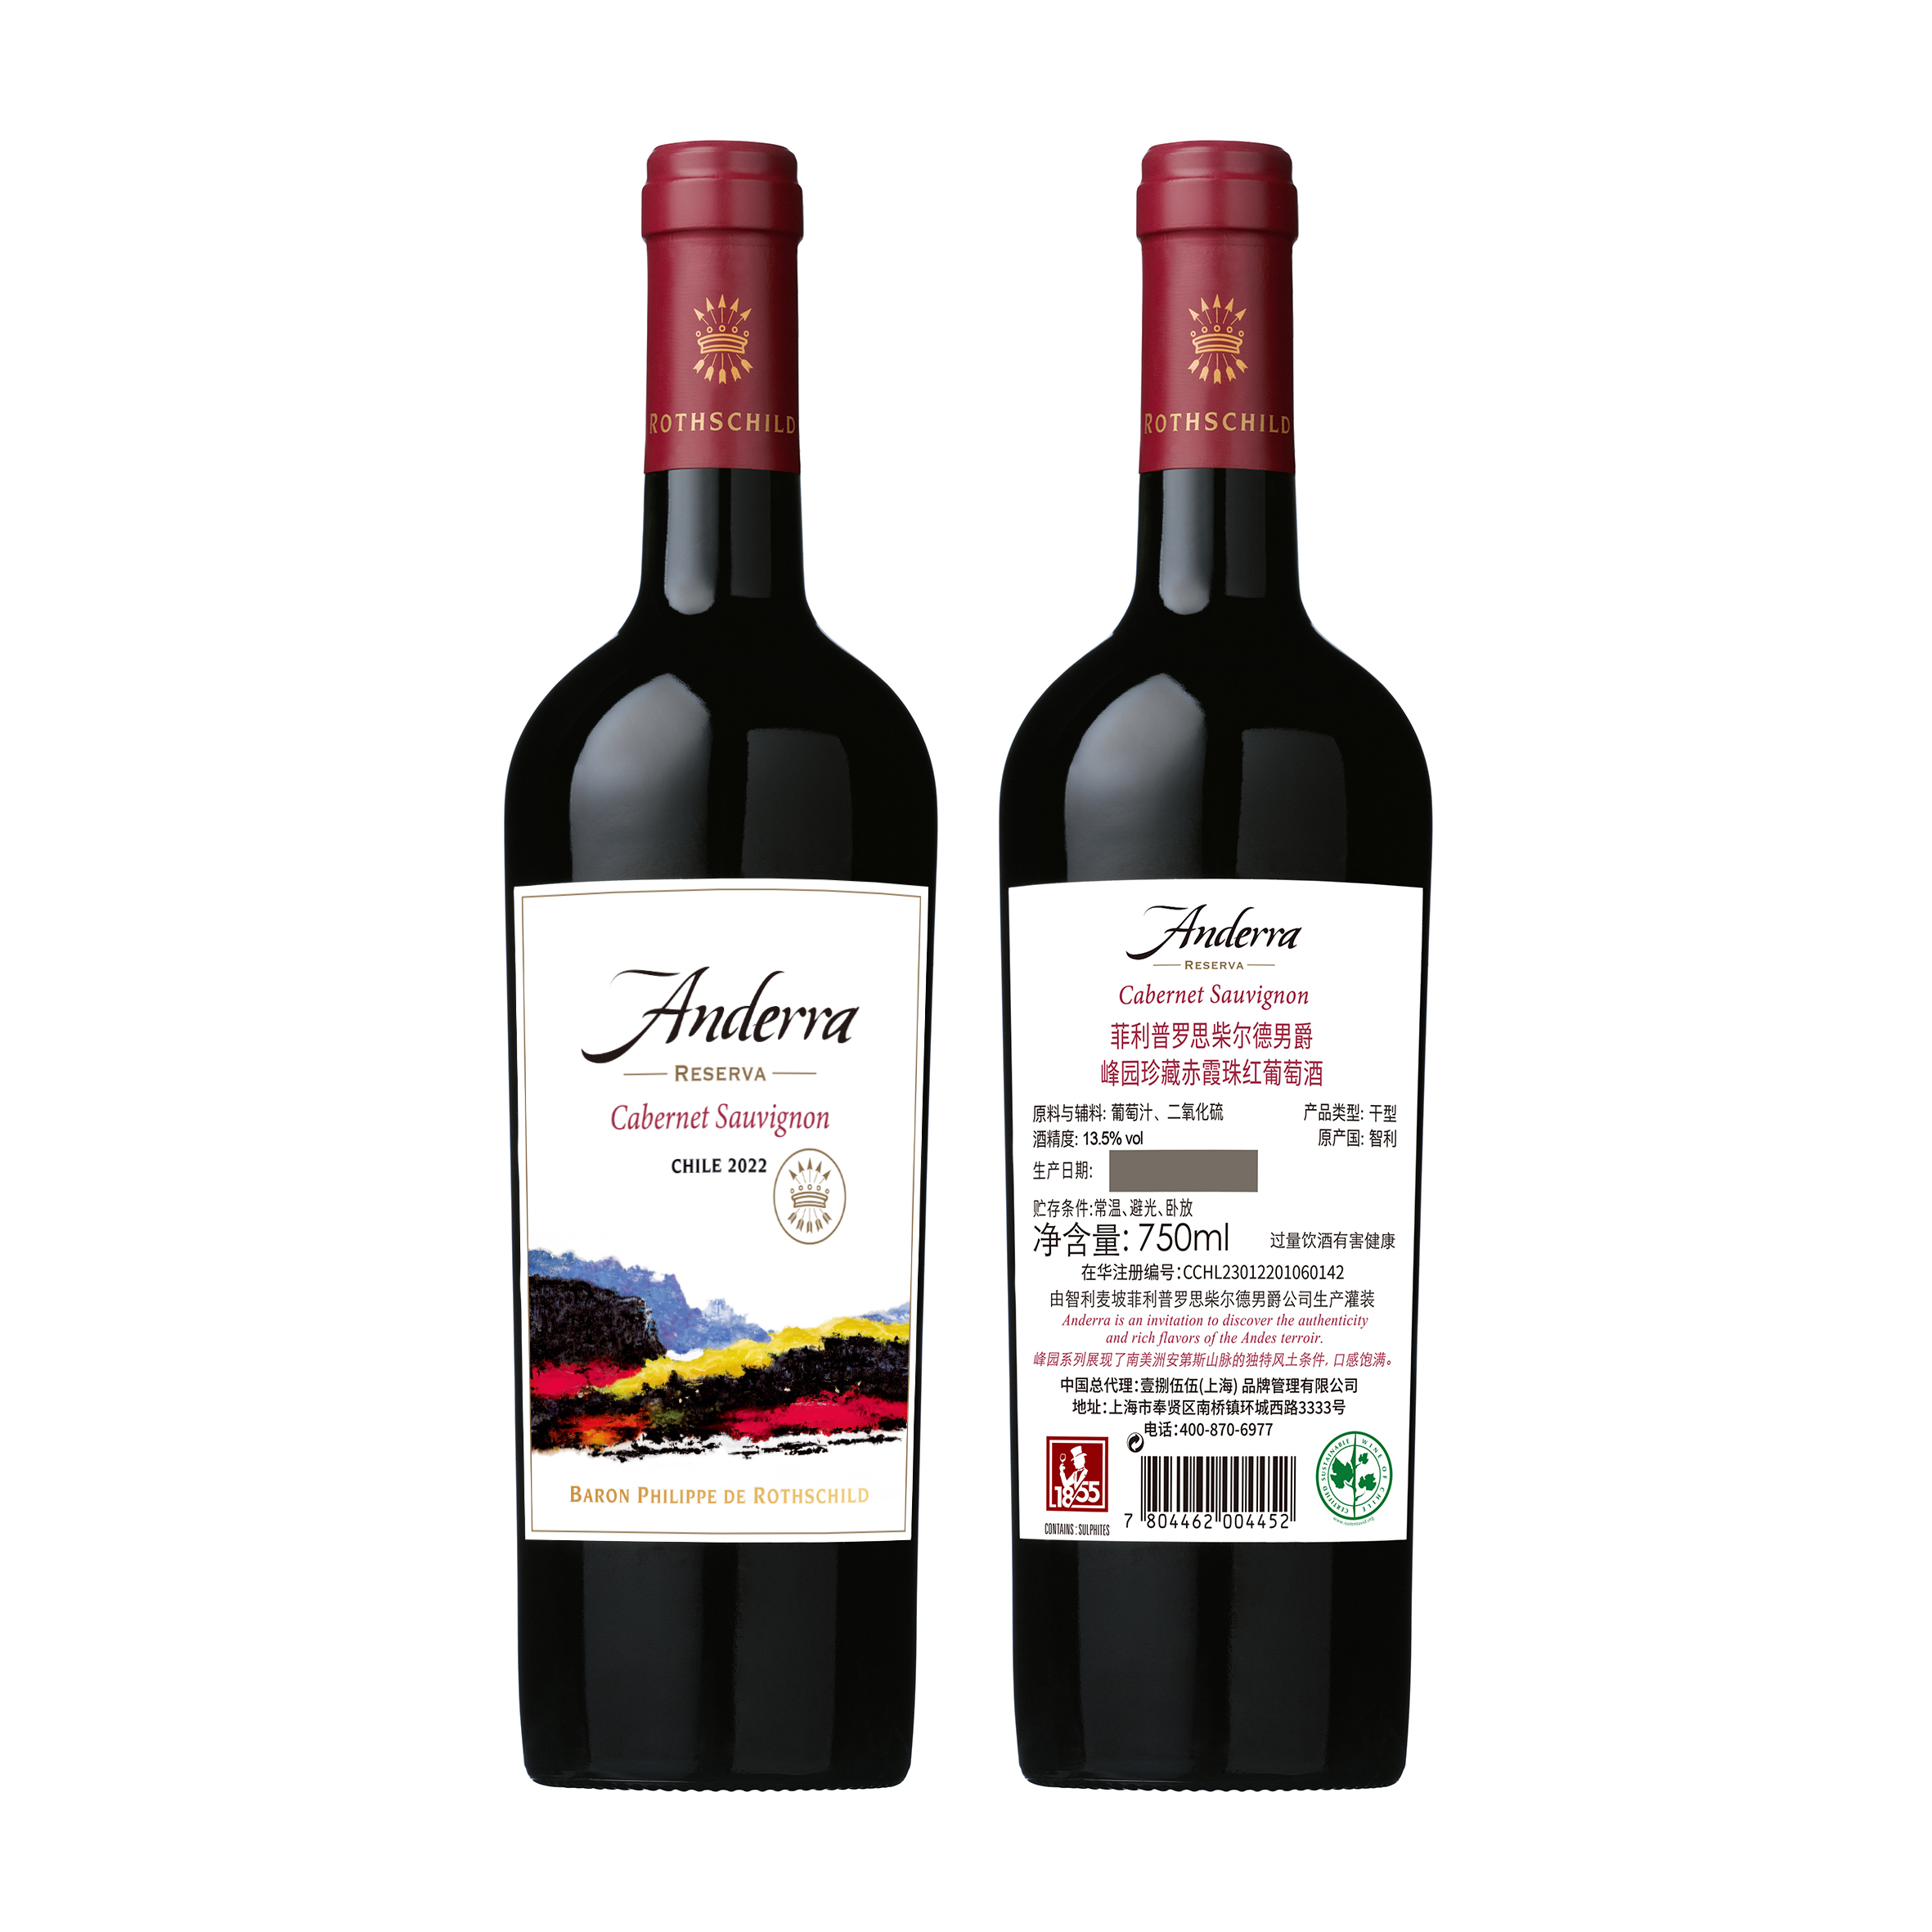 ROTHSCHILD
Anderra
RESERVA
Cabernet Sauvignon
CHILE 2022
BARON PHILIPPE DE ROTHSCHILD
ROTHSCHILD
Anderra
RESERVA
Cabernet Sauvignon
菲利普罗思柴尔德男爵
峰园珍藏赤霞珠红葡萄酒
原料与辅料: 葡萄汁、二氧化硫 产品类型: 干型
酒精度: 13.5% vol 原产国: 智利
生产日期:
贮存条件:常温、避光、卧放
净含量: 750ml 过量饮酒有害健康
在华注册编号:CCHL23012201060142
由智利麦坡菲利普罗思柴尔德男爵公司生产灌装
Anderra is an invitation to discover the authenticity
and rich flavors of the Andes terroir.
峰园系列展现了南美洲安第斯山脉的独特风土条件, 口感饱满。
中国总代理:壹捌伍伍(上海) 品牌管理有限公司
地址:上海市奉贤区南桥镇环城西路3333号
电话:400-870-6977
1855
CONTAINS : SULPHITES
7 804462 004452
CERTIFIED SUSTAINABLE WINE OF CHILE